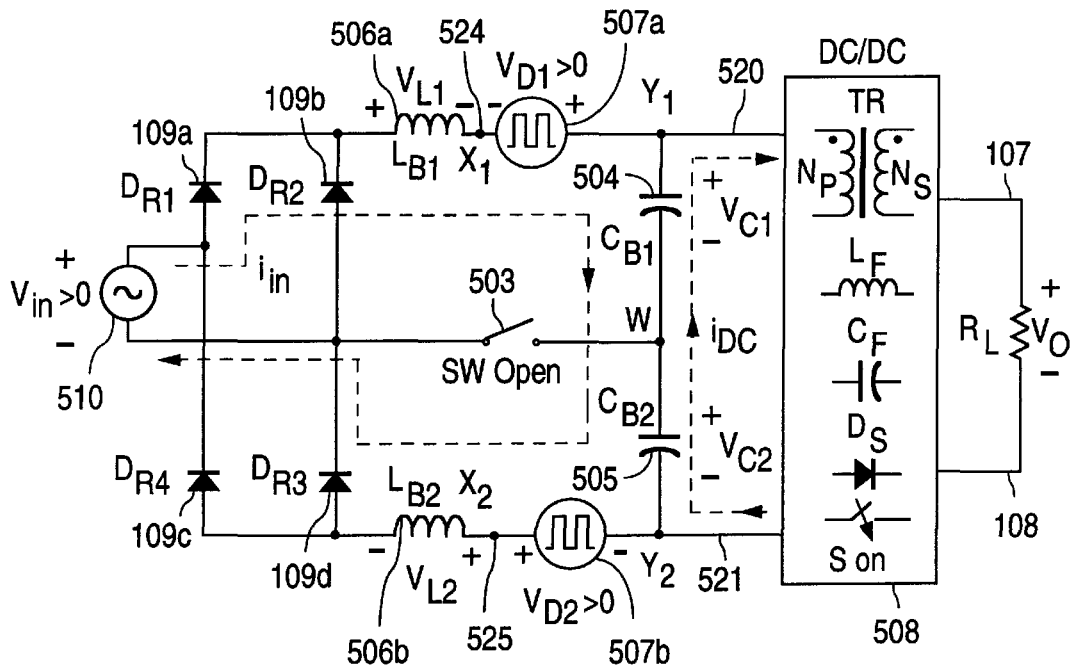 506a
524
507a
DC/DC
V_L1
V_D1>0
520
109b
+
-
-
+
Y_1
TR
109a
L_B1
X_1
504
107
D_R1
D_R2
N_P
N_S
+
V_C1
-
C_B1
+
V_in>0
-
i_in
503
L_F
W
i_DC
R_L
+
V_O
-
SW Open
C_F
510
C_B2
D_S
D_R4
D_R3
L_B2
X_2
505
+
V_C2
-
109c
109d
-
+
+
-
Y_2
521
S on
108
V_L2
V_D2>0
506b
525
507b
508